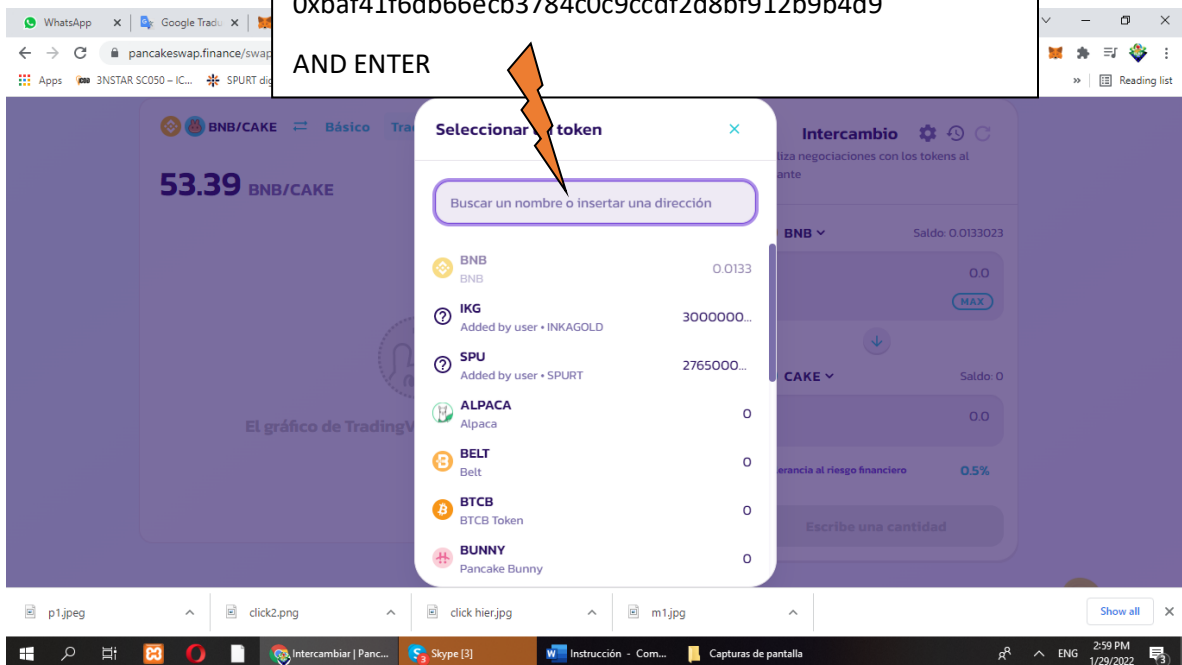 0xbaf41f6db66ecb3784c0c9ccdf2d8bf912b9b4d9
AND ENTER
WhatsApp
Google Tradu
pancakeswap.finance/swap
Apps
3NSTAR SC050 – IC...
SPURT dig
Reading list
BNB/CAKE
Básico
53.39 BNB/CAKE
El gráfico de TradingV
Seleccionar un token
Buscar un nombre o insertar una dirección
BNB
BNB
0.0133
IKG
Added by user • INKAGOLD
3000000...
SPU
Added by user • SPURT
2765000...
ALPACA
Alpaca
0
BELT
Belt
0
BTCB
BTCB Token
0
BUNNY
Pancake Bunny
0
Intercambio
negociaciones con los tokens al
BNB
Saldo: 0.0133023
0.0
MAX
CAKE
Saldo: 0
0.0
al riesgo financiero
0.5%
Escribe una cantidad
p1.jpeg
click2.png
click hier.jpg
m1.jpg
Show all
Intercambiar | Panc...
Skype [3]
Instrucción - Com...
Capturas de pantalla
ENG
2:59 PM
1/29/2022